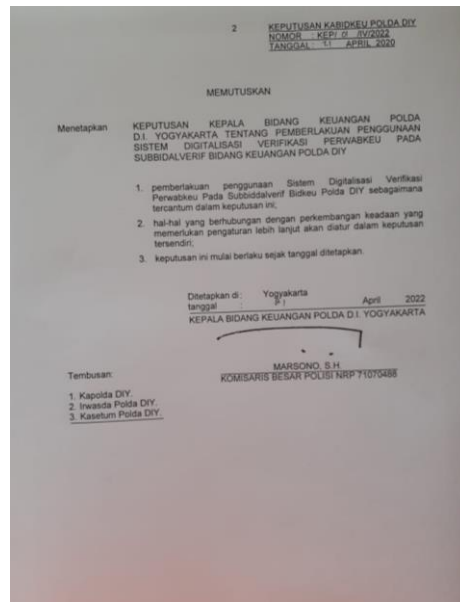 2
KEPUTUSAN KABIDKEU POLDA DIY
NOMOR : KEP/ /IV/2022
TANGGAL : APRIL 2020
MEMUTUSKAN
Menetapkan KEPUTUSAN KEPALA BIDANG KEUANGAN POLDA
D.I. YOGYAKARTA TENTANG PEMBERLAKUAN PENGGUNAAN
SISTEM DIGITALISASI VERIFIKASI PERWABKEU PADA
SUBBIDALVERIF BIDANG KEUANGAN POLDA DIY
1. pemberlakuan penggunaan Sistem Digitalisasi Verifikasi
Perwabkeu Pada Subbiddalverif Bidkeu Polda DIY sebagaimana
tercantum dalam keputusan ini;
2. hal-hal yang berhubungan dengan perkembangan keadaan yang
memerlukan pengaturan lebih lanjut akan diatur dalam keputusan
tersendiri;
3. keputusan ini mulai berlaku sejak tanggal ditetapkan.
Ditetapkan di : Yogyakarta
tanggal : April 2022
KEPALA BIDANG KEUANGAN POLDA D.I. YOGYAKARTA
MARSONO, S.H
KOMISARIS BESAR POLISI NRP 71070486
Tembusan:
1. Kapolda DIY.
2. Irwasda Polda DIY.
3. Kasetum Polda DIY.